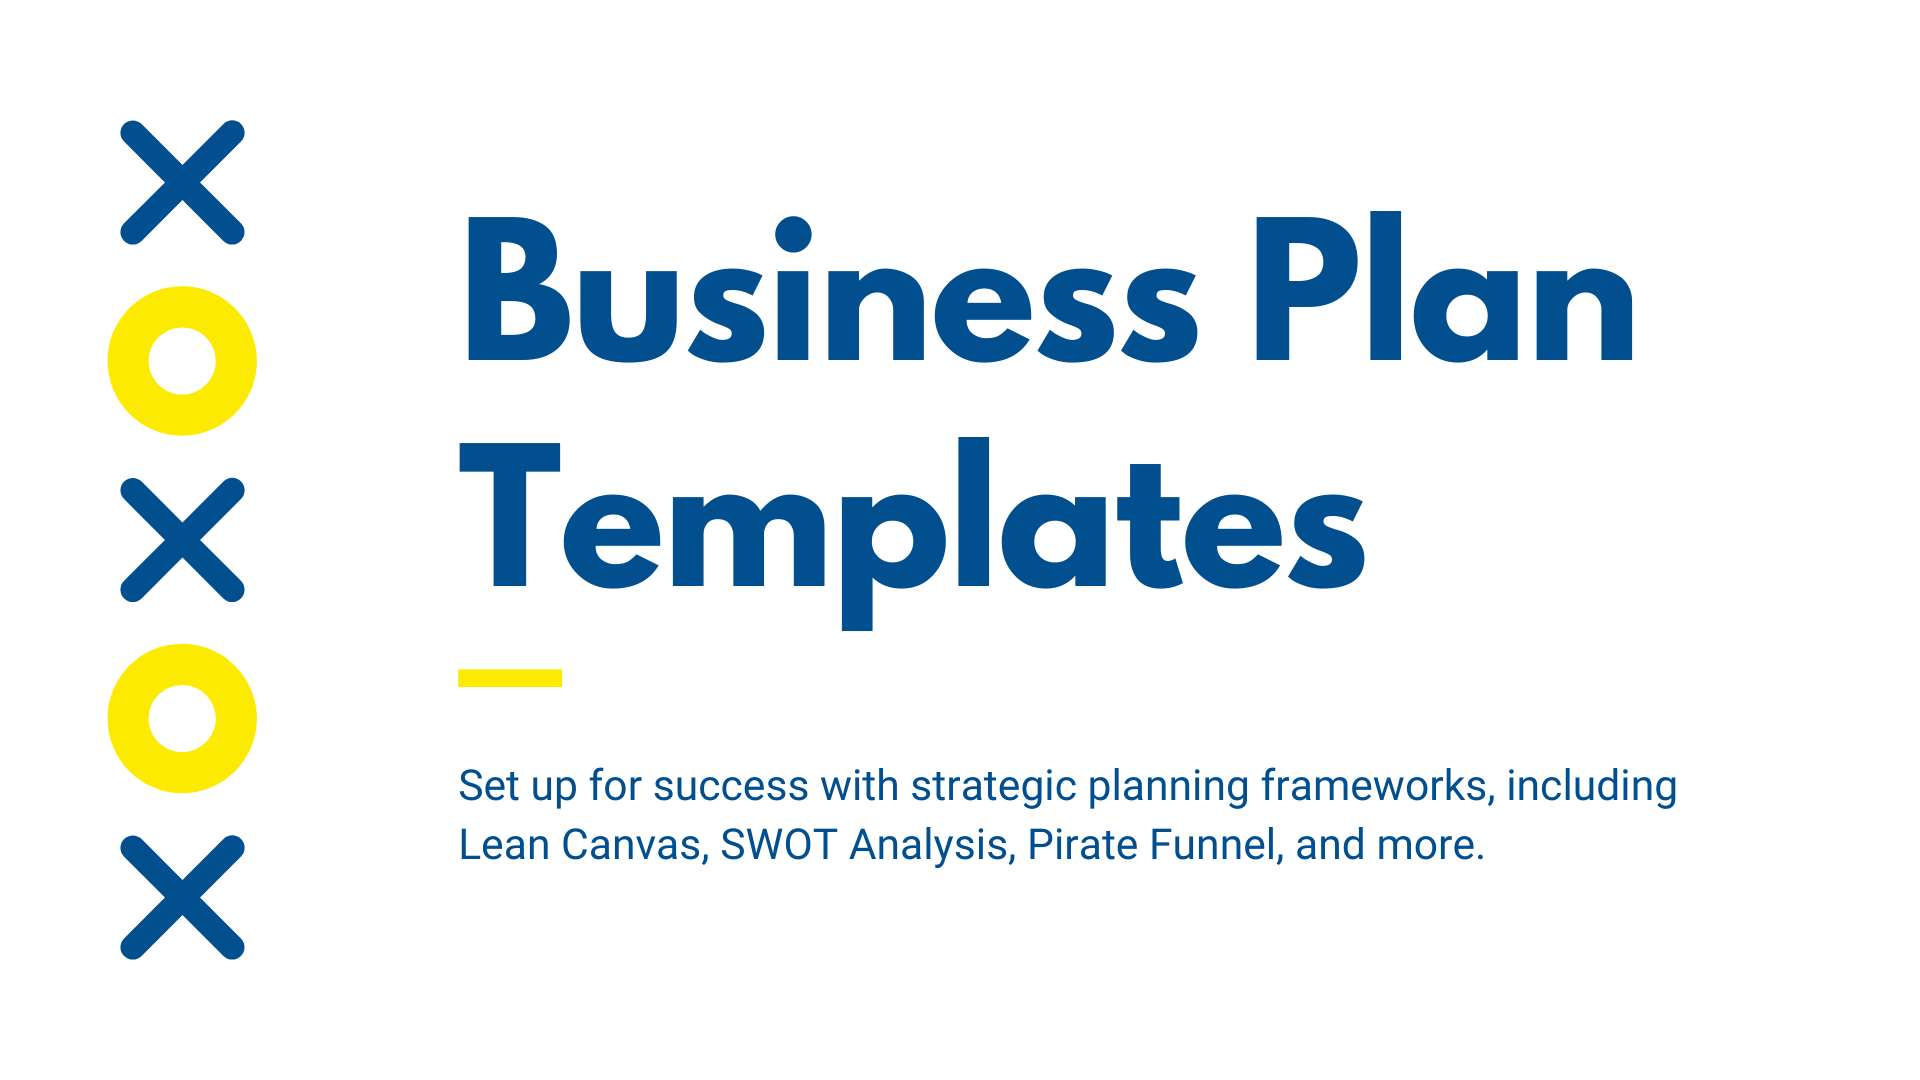 Business Plan
Templates
Set up for success with strategic planning frameworks, including
Lean Canvas, SWOT Analysis, Pirate Funnel, and more.